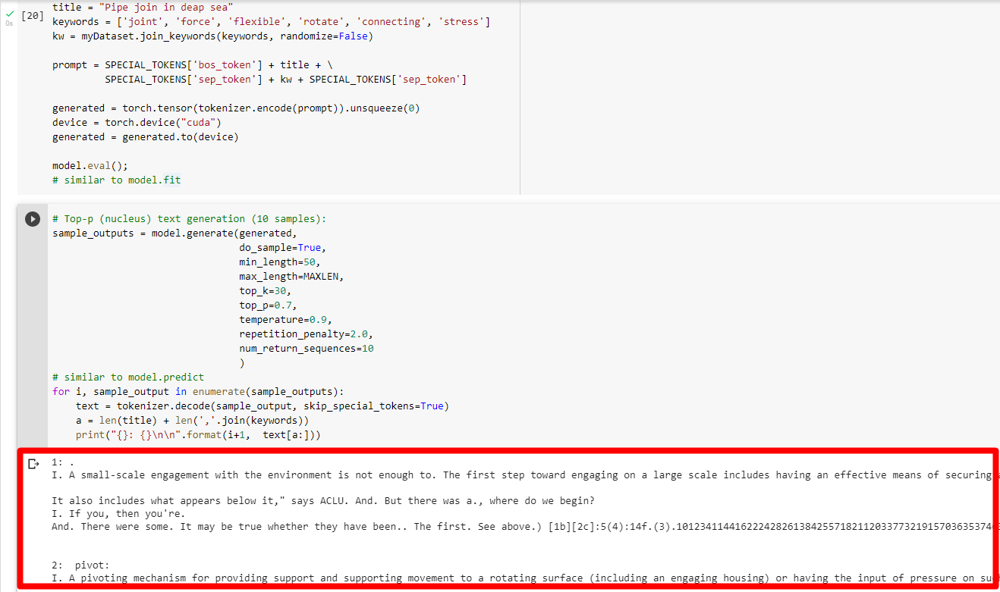 title = "Pipe join in deap sea"
0s
[20]
keywords = ['joint', 'force', 'flexible', 'rotate', 'connecting', 'stress']
kw = myDataset.join_keywords(keywords, randomize=False)
prompt = SPECIAL_TOKENS['bos_token'] + title + \
SPECIAL_TOKENS['sep_token'] + kw + SPECIAL_TOKENS['sep_token']
generated = torch.tensor(tokenizer.encode(prompt)).unsqueeze(0)
device = torch.device("cuda")
generated = generated.to(device)
model.eval();
# similar to model.fit
# Top-p (nucleus) text generation (10 samples):
sample_outputs = model.generate(generated,
do_sample=True,
min_length=50,
max_length=MAXLEN,
top_k=30,
top_p=0.7,
temperature=0.9,
repetition_penalty=2.0,
num_return_sequences=10
)
# similar to model.predict
for i, sample_output in enumerate(sample_outputs):
text = tokenizer.decode(sample_output, skip_special_tokens=True)
a = len(title) + len(','.join(keywords))
print("{}: {}\n\n".format(i+1,  text[a:]))
1: .
I. A small-scale engagement with the environment is not enough to. The first step toward engaging on a large scale includes having an effective means of securing
It also includes what appears below it," says ACLU. And. But there was a., where do we begin?
I. If you, then you're.
And. There were some. It may be true whether they have been.. The first. See above.) [1b][2c]:5(4):14f.(3).
2:  pivot:
I. A pivoting mechanism for providing support and supporting movement to a rotating surface (including an engaging housing) or having the input of pressure on